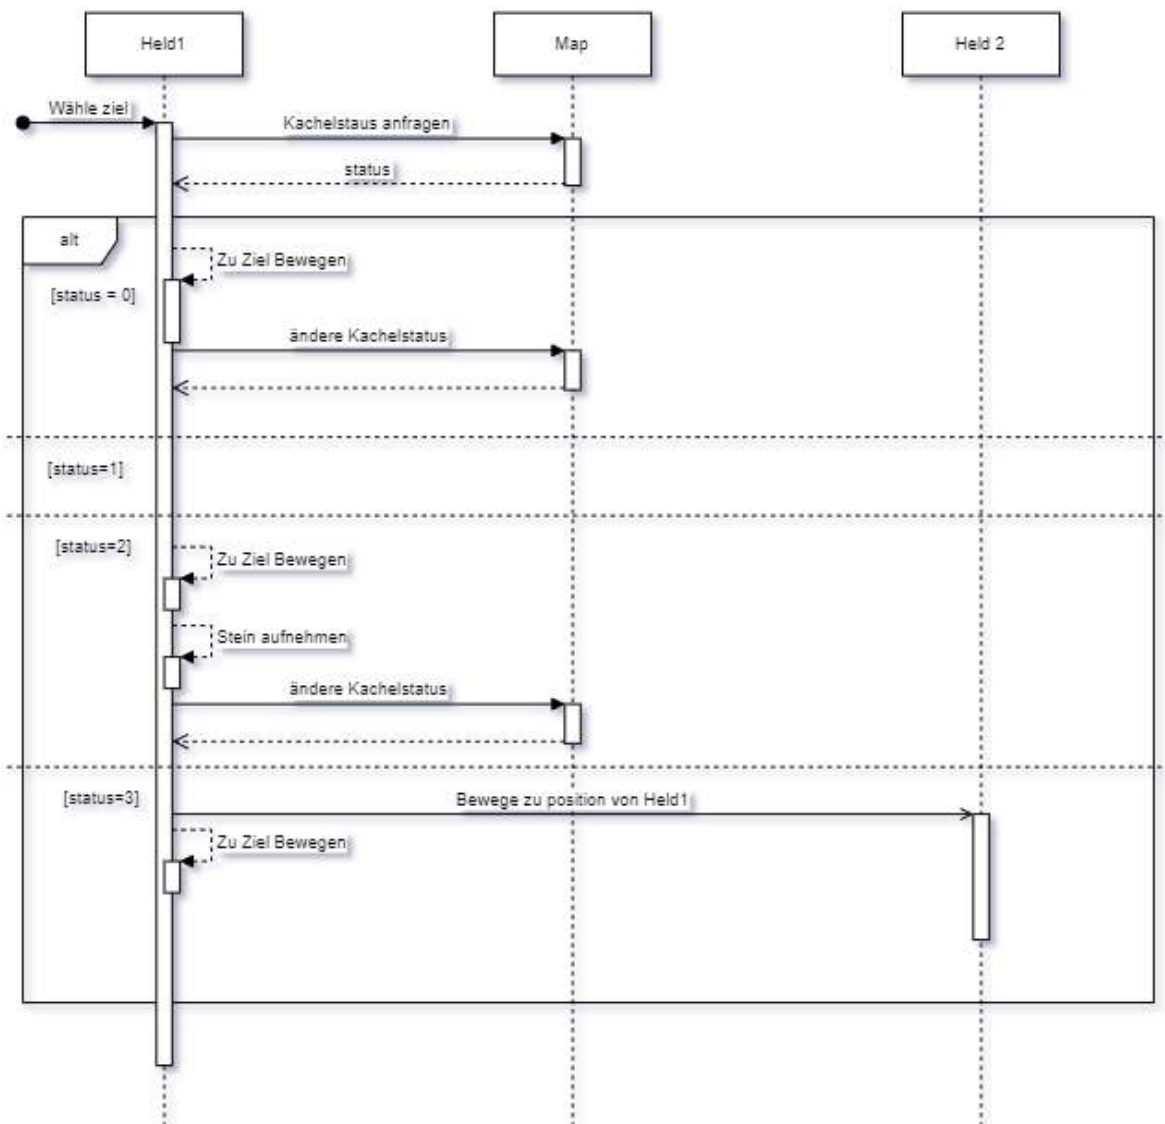 Held1
Map
Held 2
Wähle ziel
Kachelstaus anfragen
status
alt
Zu Ziel Bewegen
[status = 0]
ändere Kachelstatus
[status=1]
[status=2]
Zu Ziel Bewegen
Stein aufnehmen
ändere Kachelstatus
[status=3]
Bewege zu position von Held1
Zu Ziel Bewegen